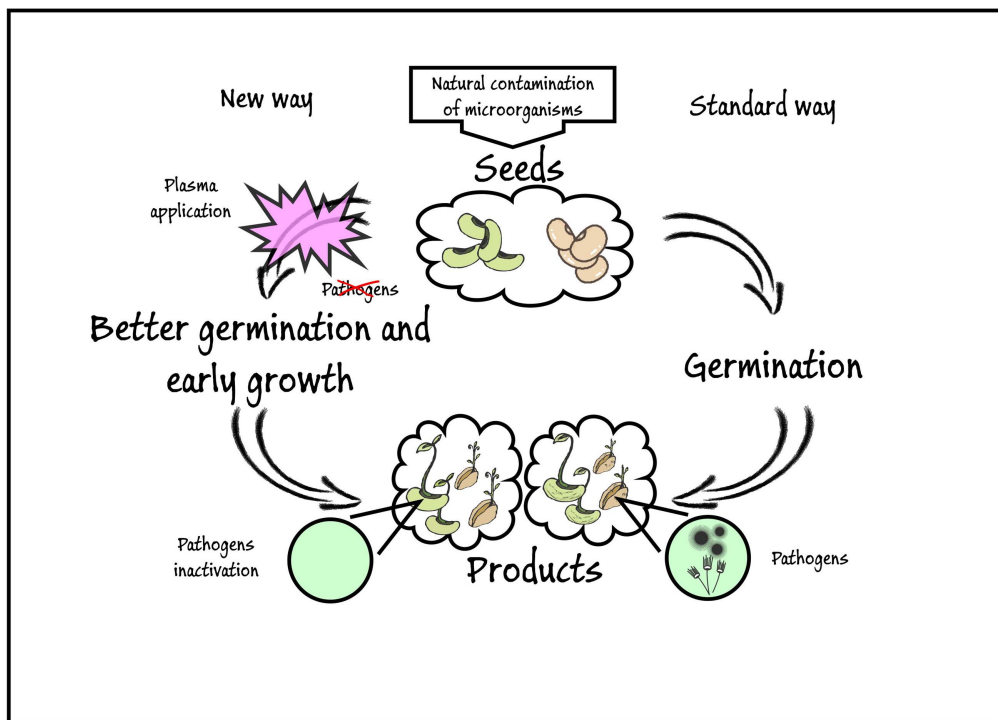 New way
Natural contamination
of microorganisms
Standard way
Seeds
Plasma
application
Pathogens
Better germination and
early growth
Germination
Pathogens
inactivation
Products
Pathogens